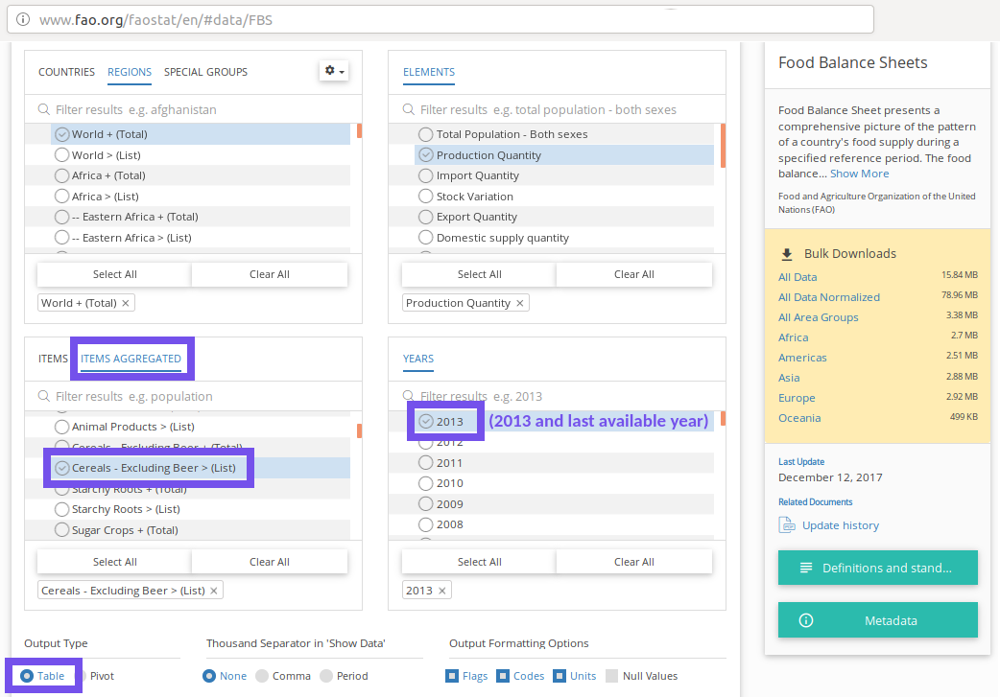 www.fao.org/faostat/en/#data/FBS
COUNTRIES REGIONS SPECIAL GROUPS
Filter results e.g. afghanistan
World + (Total)
World > (List)
Africa + (Total)
Africa > (List)
-- Eastern Africa + (Total)
-- Eastern Africa > (List)
Select All Clear All
World + (Total) ×
ELEMENTS
Filter results e.g. total population - both sexes
Total Population - Both sexes
Production Quantity
Import Quantity
Stock Variation
Export Quantity
Domestic supply quantity
Select All Clear All
Production Quantity ×
ITEMS ITEMS AGGREGATED
Filter results e.g. population
Animal Products > (List)
Cereals - Excluding Beer + (Total)
Cereals - Excluding Beer > (List)
Starchy Roots + (Total)
Starchy Roots > (List)
Sugar Crops + (Total)
Select All Clear All
Cereals - Excluding Beer > (List) ×
YEARS
Filter results e.g. 2013
2013 (2013 and last available year)
2012
2011
2010
2009
2008
Select All Clear All
2013 ×
Output Type
Table Pivot
Thousand Separator in 'Show Data'
None Comma Period
Output Formatting Options
Flags Codes Units Null Values
Food Balance Sheets
Food Balance Sheet presents a
comprehensive picture of the pattern
of a country's food supply during a
specified reference period. The food
balance... Show More
Food and Agriculture Organization of the United
Nations (FAO)
Bulk Downloads
All Data 15.84 MB
All Data Normalized 78.96 MB
All Area Groups 3.38 MB
Africa 2.7 MB
Americas 2.51 MB
Asia 2.88 MB
Europe 2.92 MB
Oceania 499 KB
Last Update
December 12, 2017
Related Documents
Update history
Definitions and stand...
Metadata